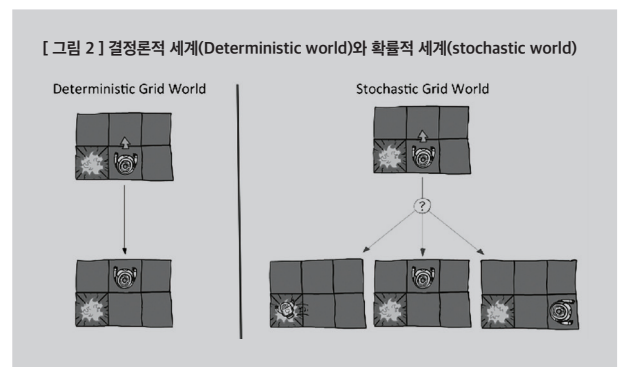 [ 그림 2 ] 결정론적 세계(Deterministic world)와 확률적 세계(stochastic world)
Deterministic Grid World
Stochastic Grid World
?